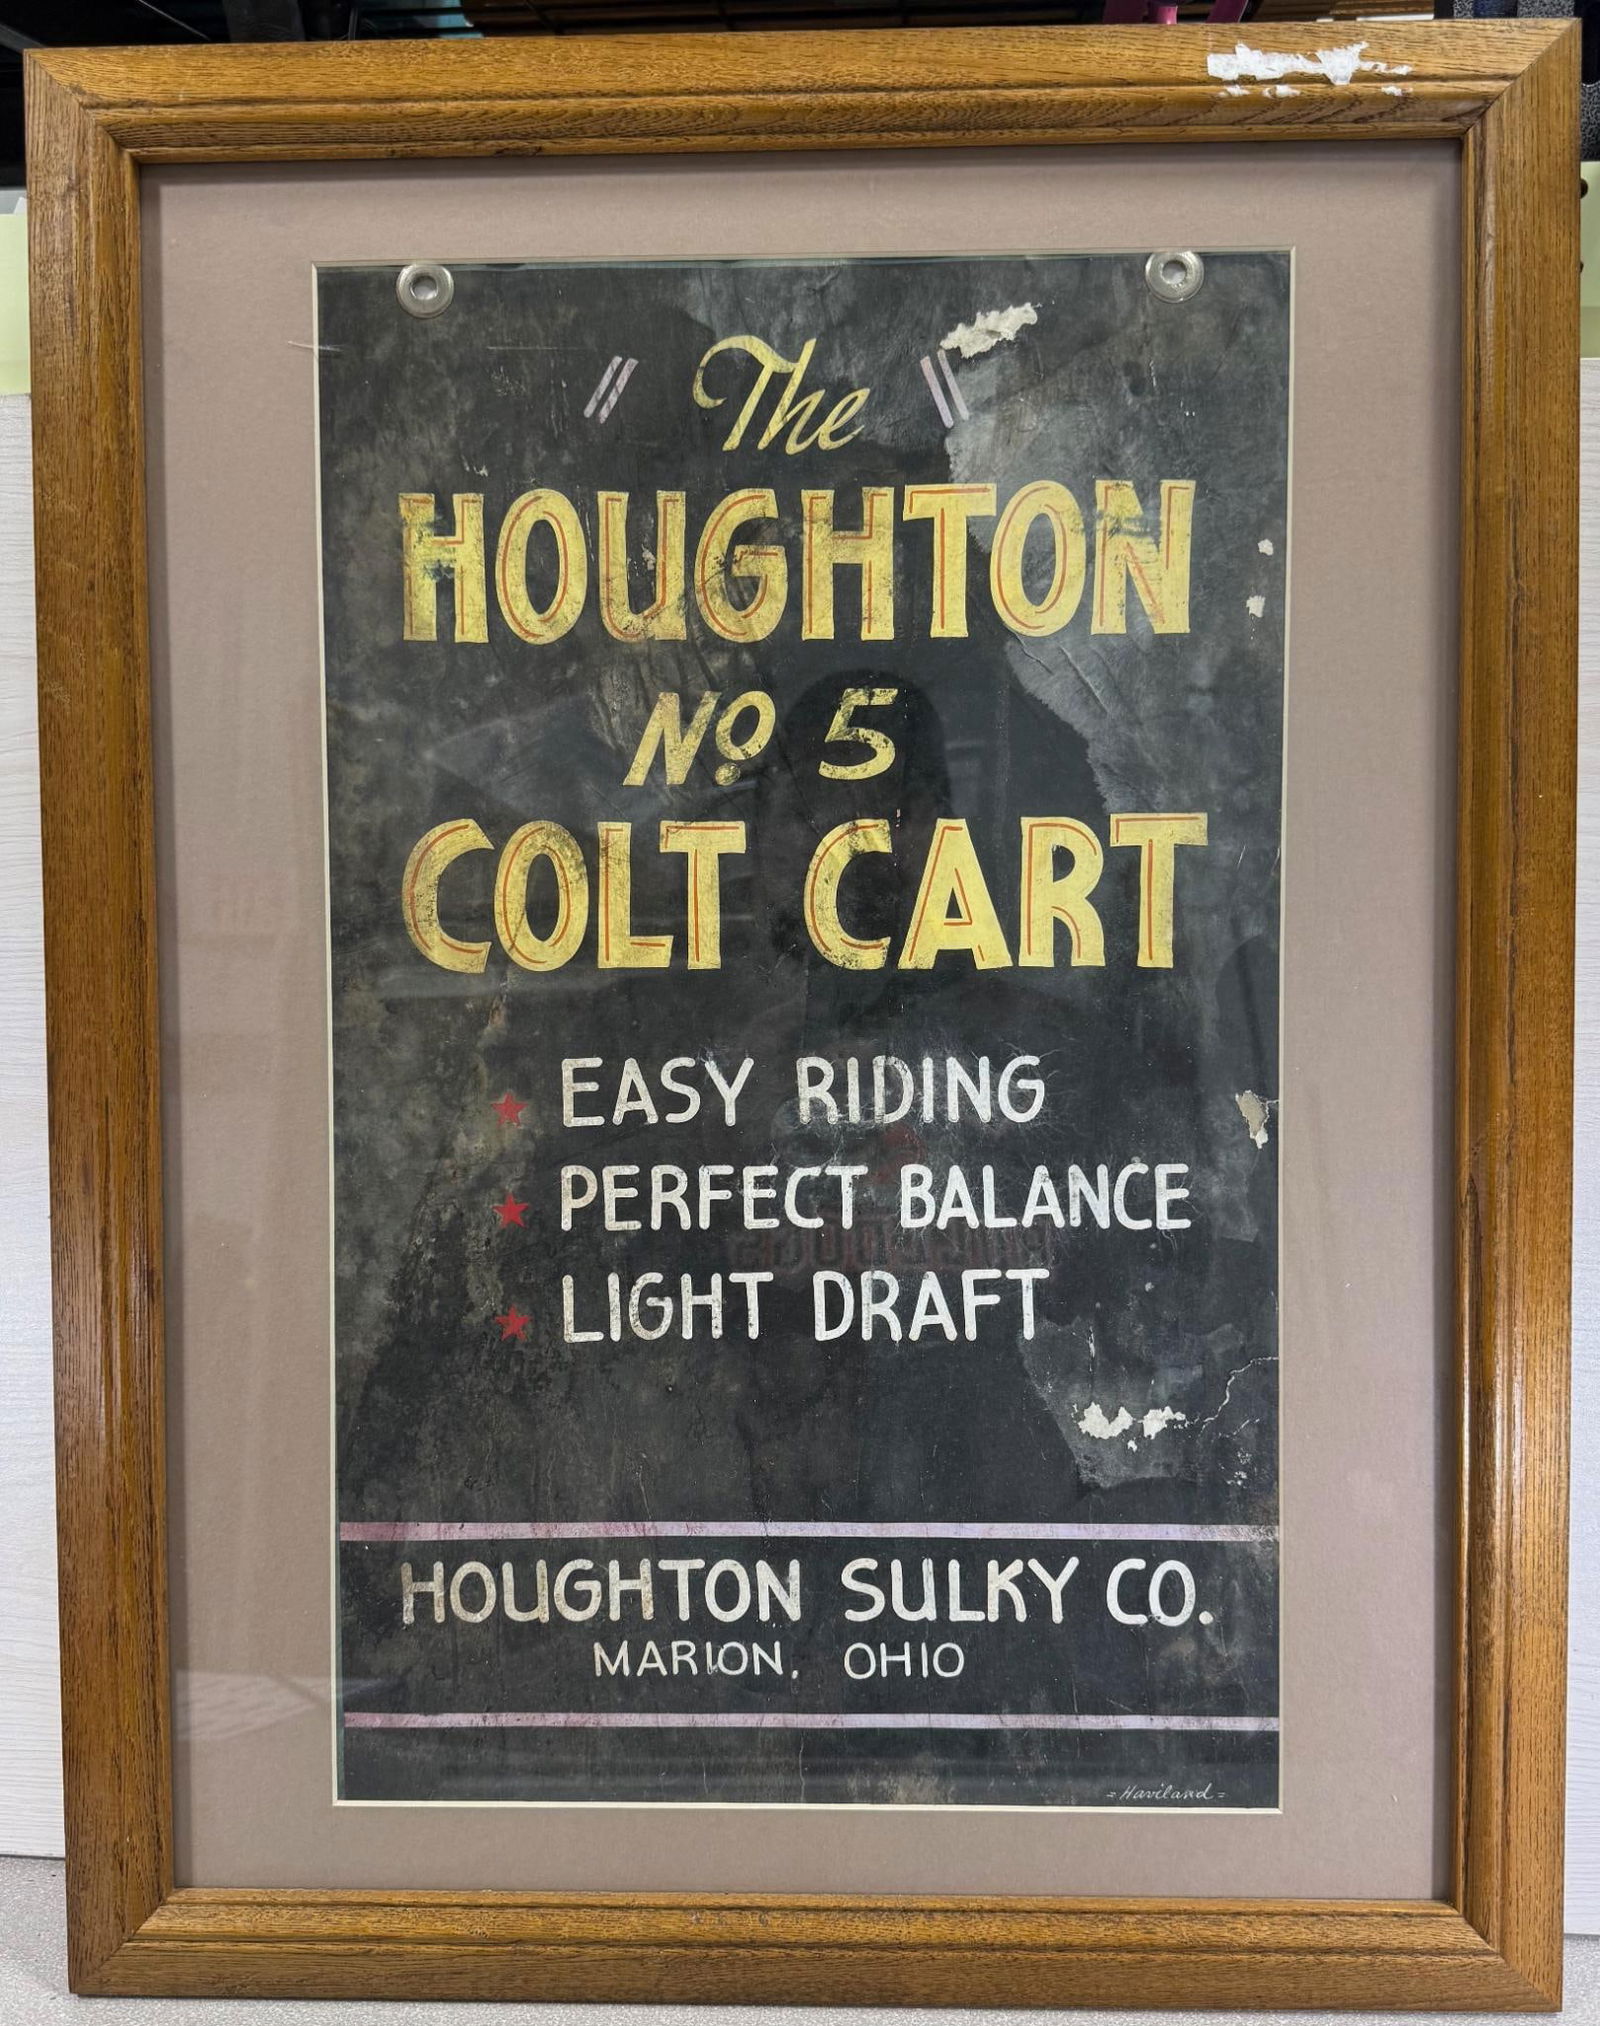 "The"
HOUGHTON
No 5
COLT CART
★ EASY RIDING
★ PERFECT BALANCE
★ LIGHT DRAFT
HOUGHTON SULKY CO.
MARION, OHIO
= Haviland =